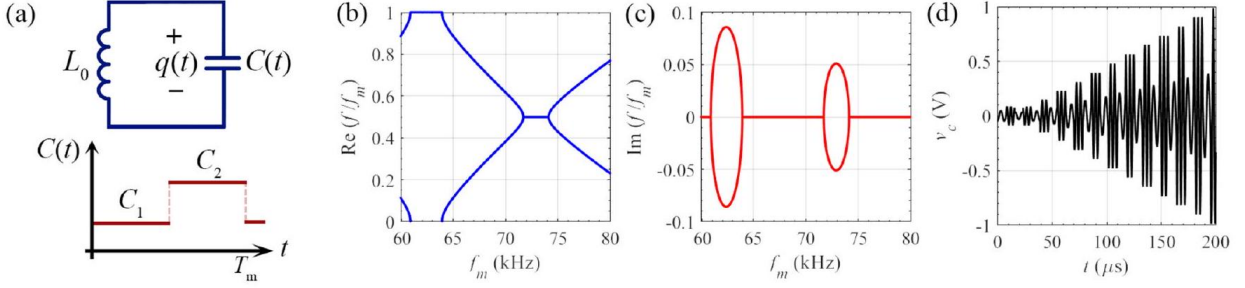 (a)
L0
+
q(t)
−
C(t)
C(t)
C1
C2
Tm
t
(b)
Re (f/fm)
1
0.8
0.6
0.4
0.2
0
60 65 70 75 80
fm (kHz)
(c)
Im (f/fm)
0.1
0.05
0
-0.05
-0.1
60 65 70 75 80
fm (kHz)
(d)
vc (V)
1
0.5
0
-0.5
-1
0 50 100 150 200
t (μs)